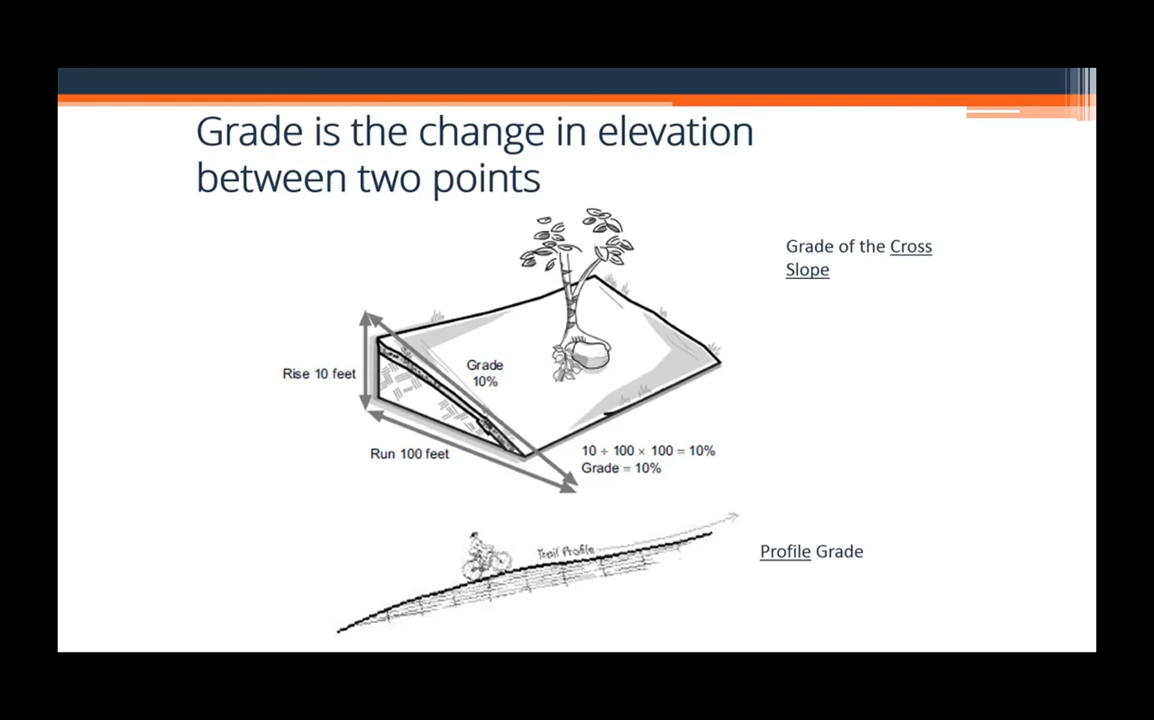 Grade is the change in elevation
between two points
Grade of the Cross
Slope
Rise 10 feet
Grade
10%
Run 100 feet
10 ÷ 100 × 100 = 10%
Grade = 10%
Trail Profile
Profile Grade